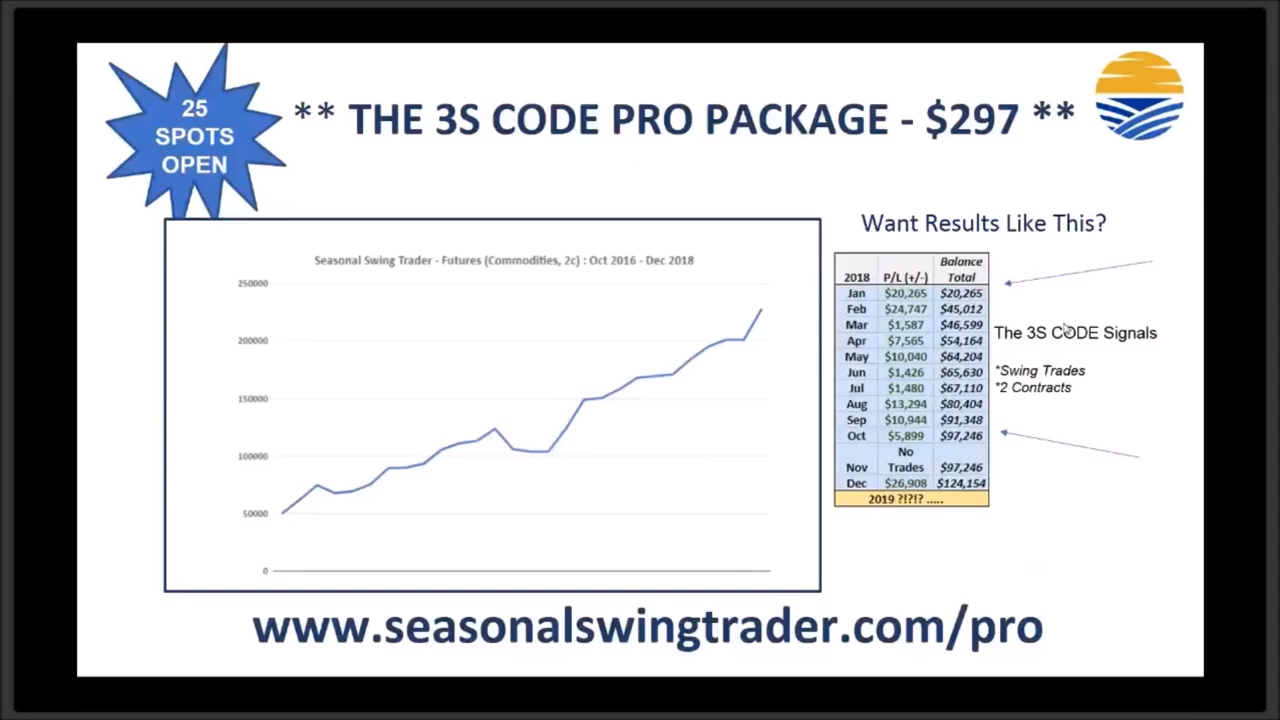 25
SPOTS
OPEN
** THE 3S CODE PRO PACKAGE - $297 **
Seasonal Swing Trader - Futures (Commodities, 2c) : Oct 2016 - Dec 2018
250000
200000
150000
100000
50000
0
Want Results Like This?
2018 P/L (+/-) Balance Total
Jan $20,265 $20,265
Feb $24,747 $45,012
Mar $1,587 $46,599
Apr $7,565 $54,164
May $10,040 $64,204
Jun $1,426 $65,630
Jul $1,480 $67,110
Aug $13,294 $80,404
Sep $10,944 $91,348
Oct $5,899 $97,246
Nov No Trades $97,246
Dec $26,908 $124,154
2019 ?!?!? .....
The 3S CODE Signals
*Swing Trades
*2 Contracts
www.seasonalswingtrader.com/pro